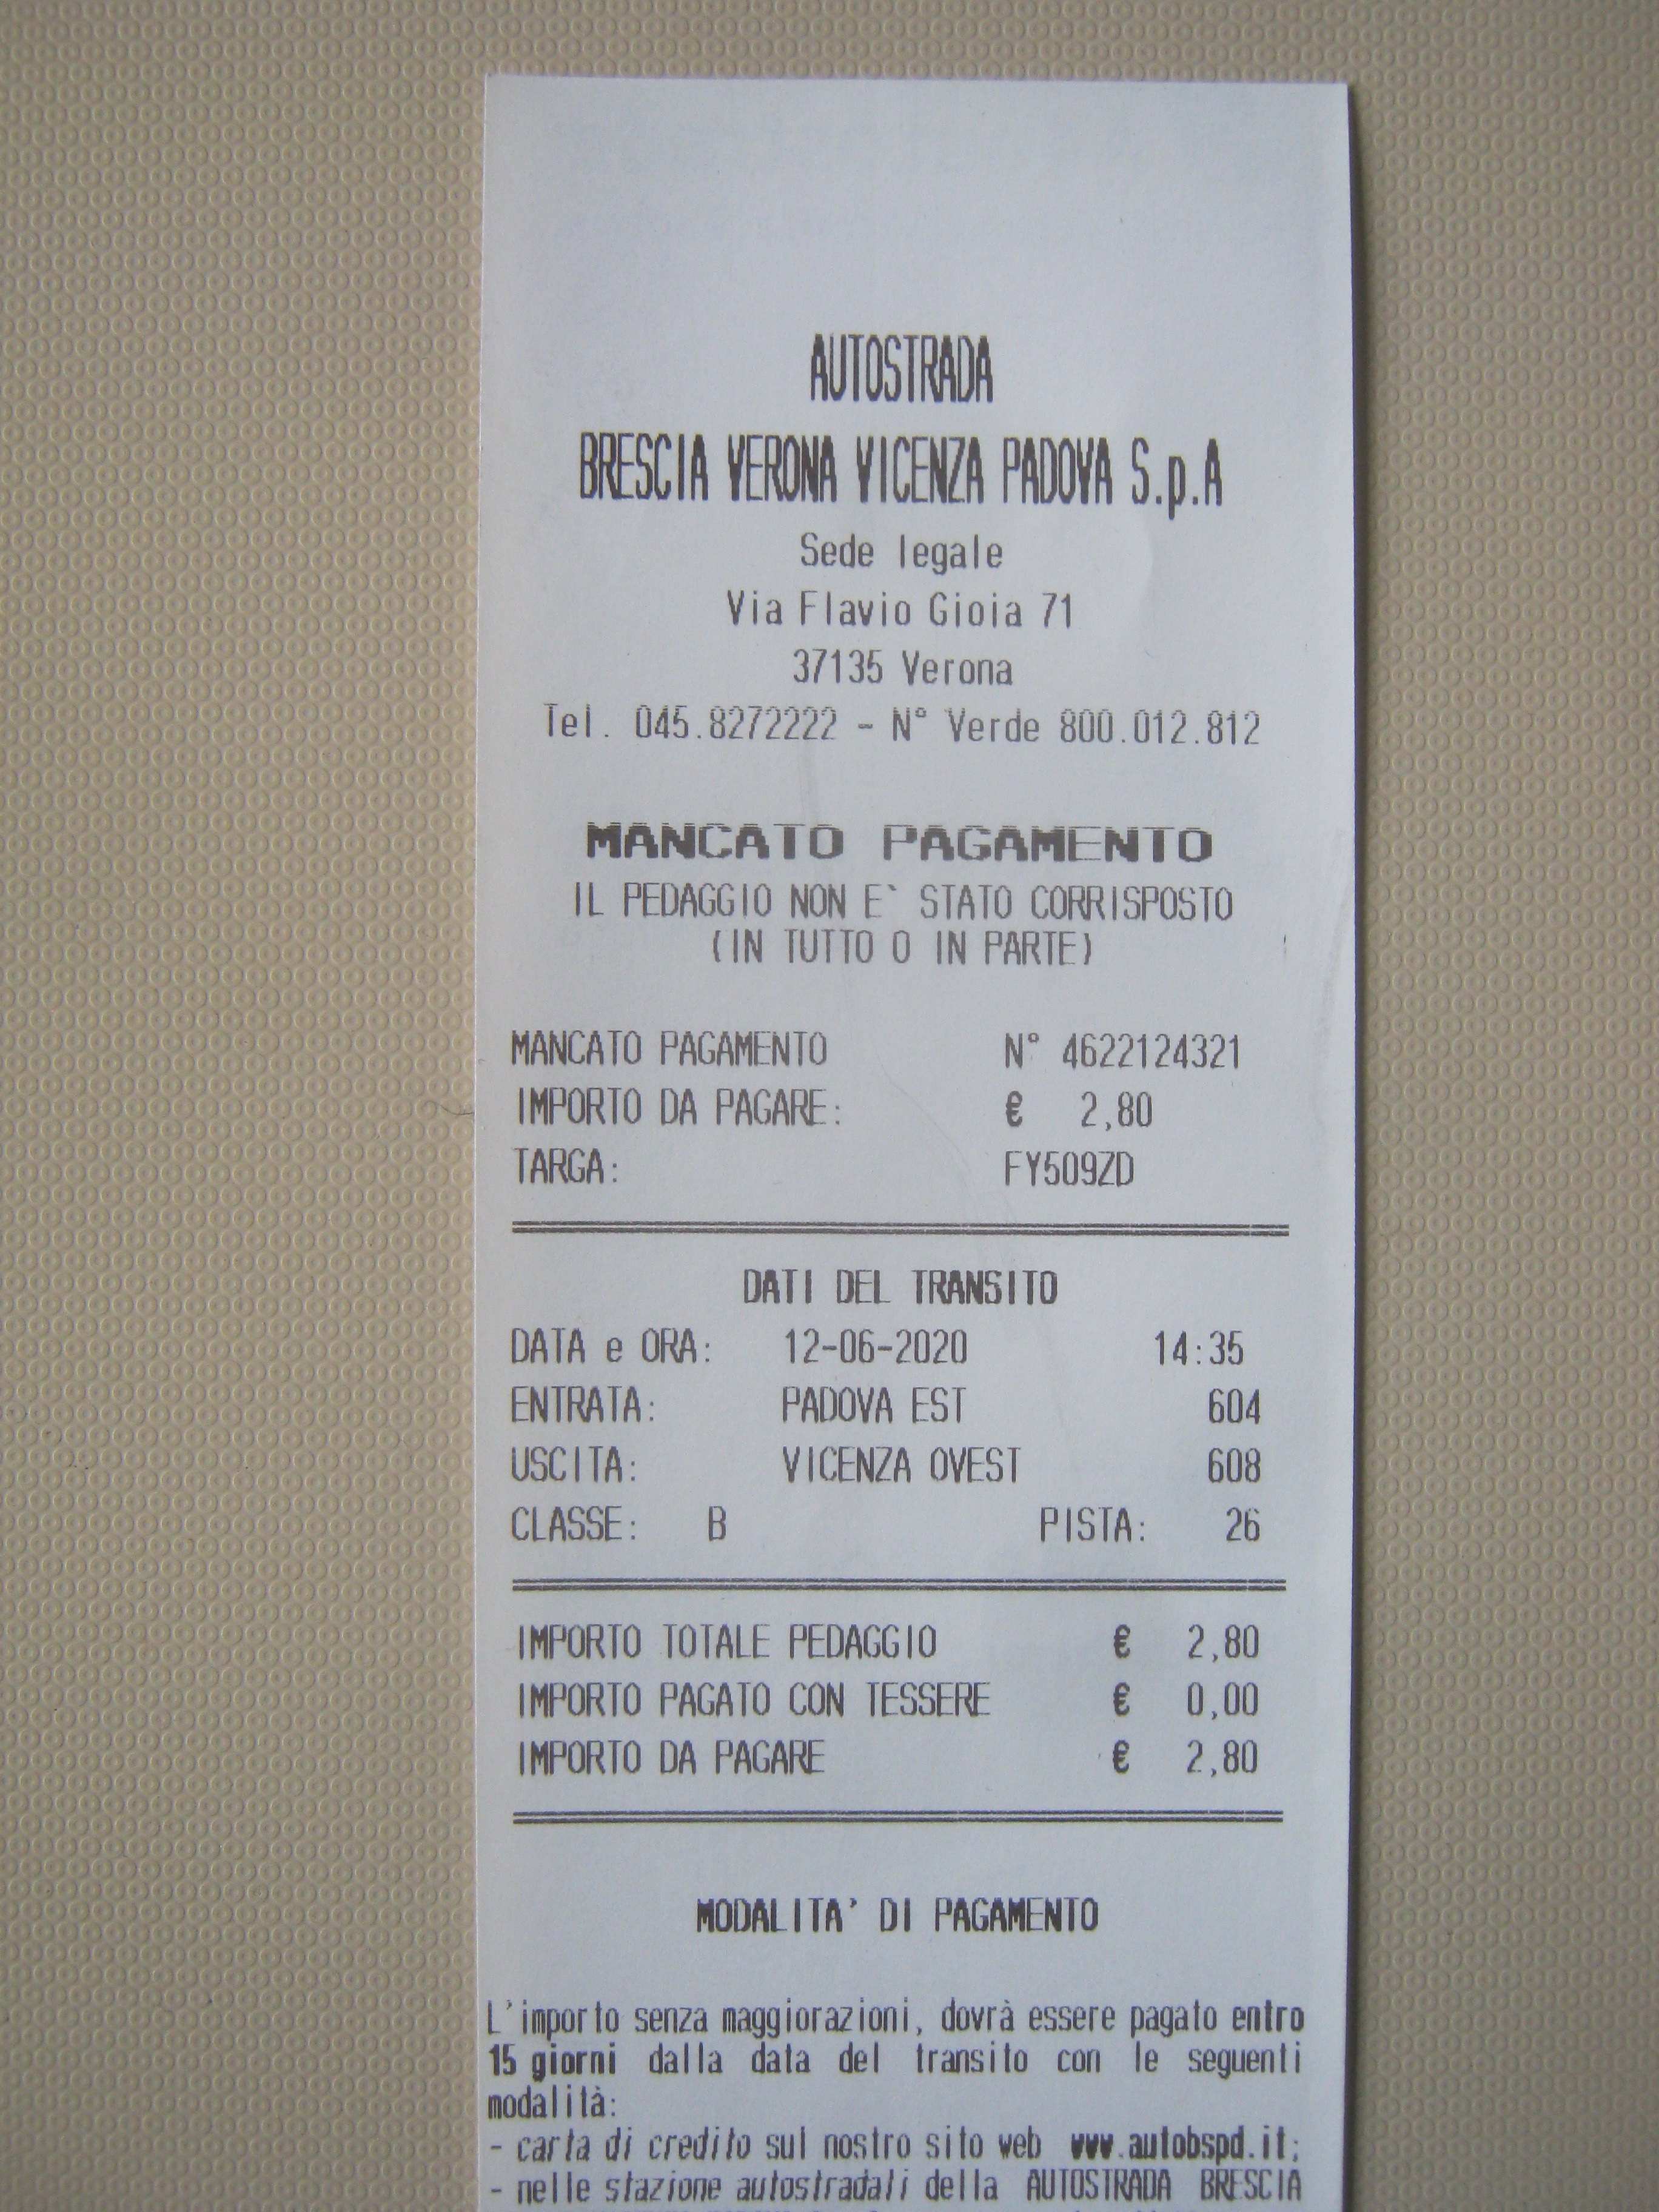 AUTOSTRADA
BRESCIA VERONA VICENZA PADOVA S.p.A
Sede legale
Via Flavio Gioia 71
37135 Verona
Tel. 045.8272222 - N° Verde 800.012.812
MANCATO PAGAMENTO
IL PEDAGGIO NON E` STATO CORRISPOSTO
(IN TUTTO O IN PARTE)
MANCATO PAGAMENTO N° 4622124321
IMPORTO DA PAGARE: € 2,80
TARGA: FY509ZD
DATI DEL TRANSITO
DATA e ORA: 12-06-2020 14:35
ENTRATA: PADOVA EST 604
USCITA: VICENZA OVEST 608
CLASSE: B PISTA: 26
IMPORTO TOTALE PEDAGGIO € 2,80
IMPORTO PAGATO CON TESSERE € 0,00
IMPORTO DA PAGARE € 2,80
MODALITA' DI PAGAMENTO
L'importo senza maggiorazioni, dovrà essere pagato entro
15 giorni dalla data del transito con le seguenti
modalità:
- carta di credito sul nostro sito web www.autobspd.it;
- nelle stazione autostradali della AUTOSTRADA BRESCIA